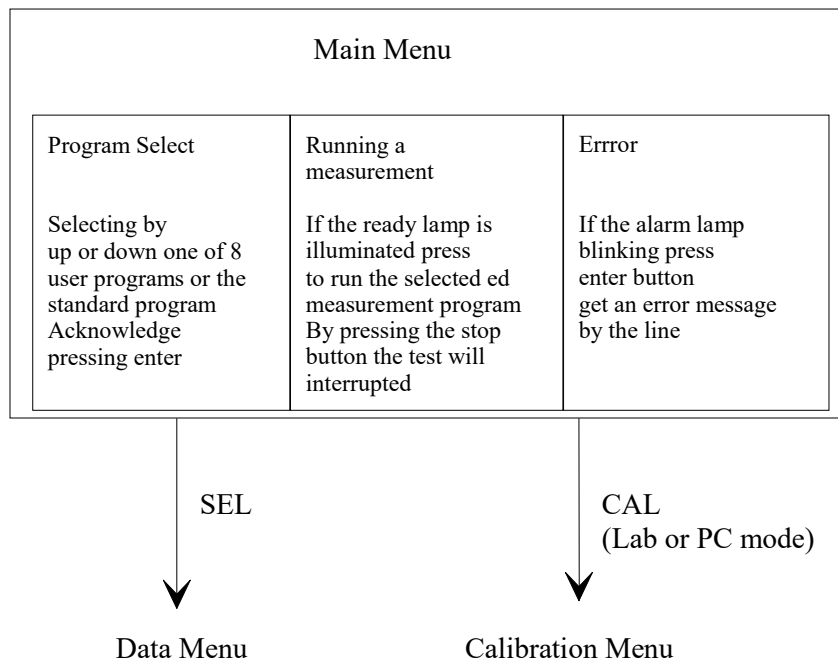 Main Menu
Program Select
Selecting by
up or down one of 8
user programs or the
standard program
Acknowledge
pressing enter
Running a
measurement
If the ready lamp is
illuminated press
to run the selected ed
measurement program
By pressing the stop
button the test will
interrupted
Errror
If the alarm lamp
blinking press
enter button
get an error message
by the line
SEL
CAL
(Lab or PC mode)
Data Menu
Calibration Menu